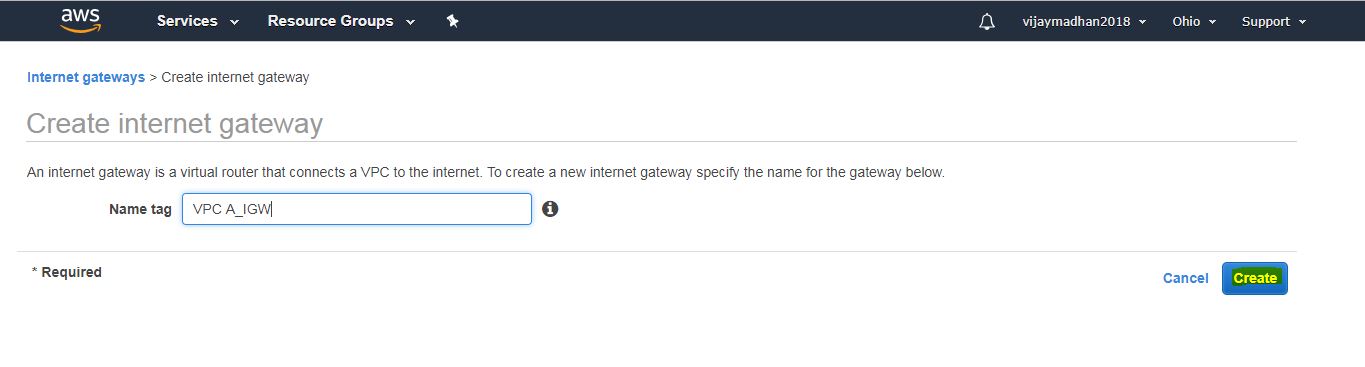 aws Services Resource Groups vijaymadhan2018 Ohio Support
Internet gateways > Create internet gateway
Create internet gateway
An internet gateway is a virtual router that connects a VPC to the internet. To create a new internet gateway specify the name for the gateway below.
Name tag VPC A_IGW
* Required
Cancel Create